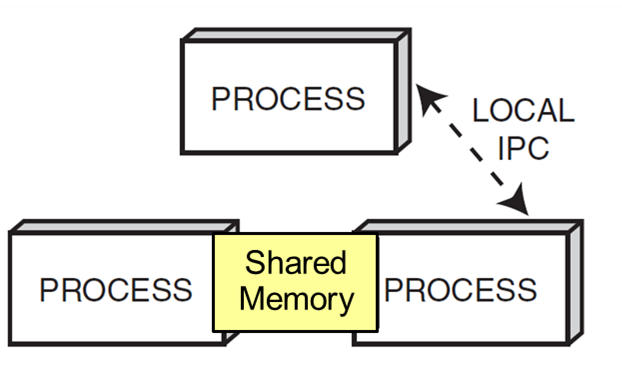 PROCESS
LOCAL
IPC
PROCESS
Shared
Memory
PROCESS